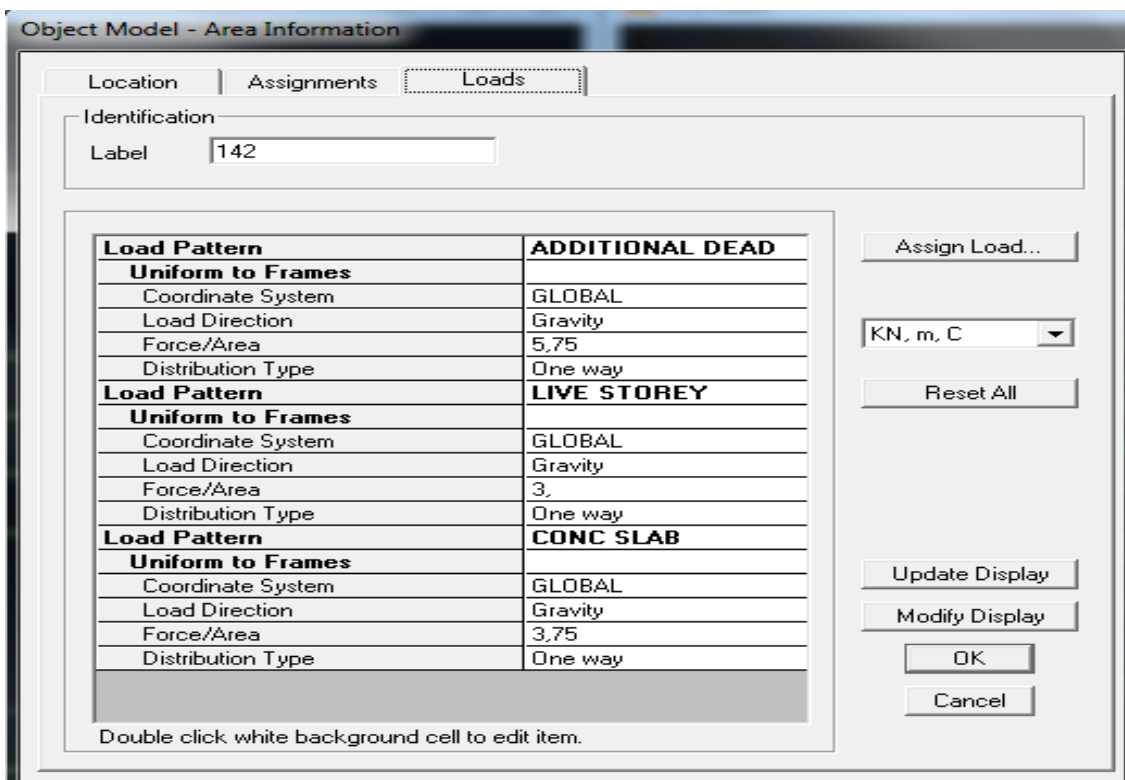 Object Model - Area Information
Location Assignments Loads
Identification
Label 142
Load Pattern ADDITIONAL DEAD
Uniform to Frames
Coordinate System GLOBAL
Load Direction Gravity
Force/Area 5,75
Distribution Type One way
Load Pattern LIVE STOREY
Uniform to Frames
Coordinate System GLOBAL
Load Direction Gravity
Force/Area 3,
Distribution Type One way
Load Pattern CONC SLAB
Uniform to Frames
Coordinate System GLOBAL
Load Direction Gravity
Force/Area 3,75
Distribution Type One way
Double click white background cell to edit item.
Assign Load...
KN, m, C
Reset All
Update Display
Modify Display
OK
Cancel